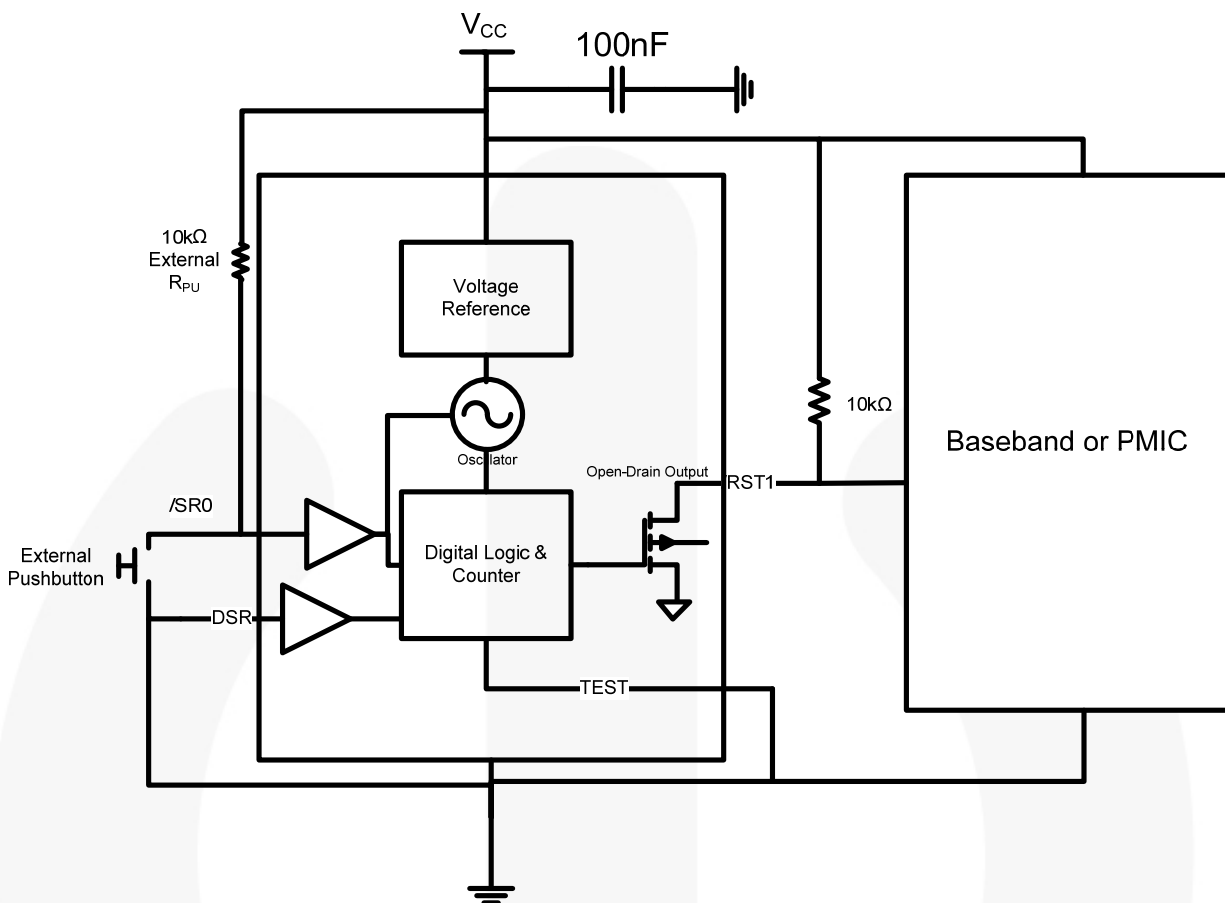 VCC
100nF
10kΩ
External
RPU
Voltage
Reference
Oscillator
Open-Drain Output
RST1
10kΩ
Baseband or PMIC
/SR0
Digital Logic &
Counter
External
Pushbutton
DSR
TEST